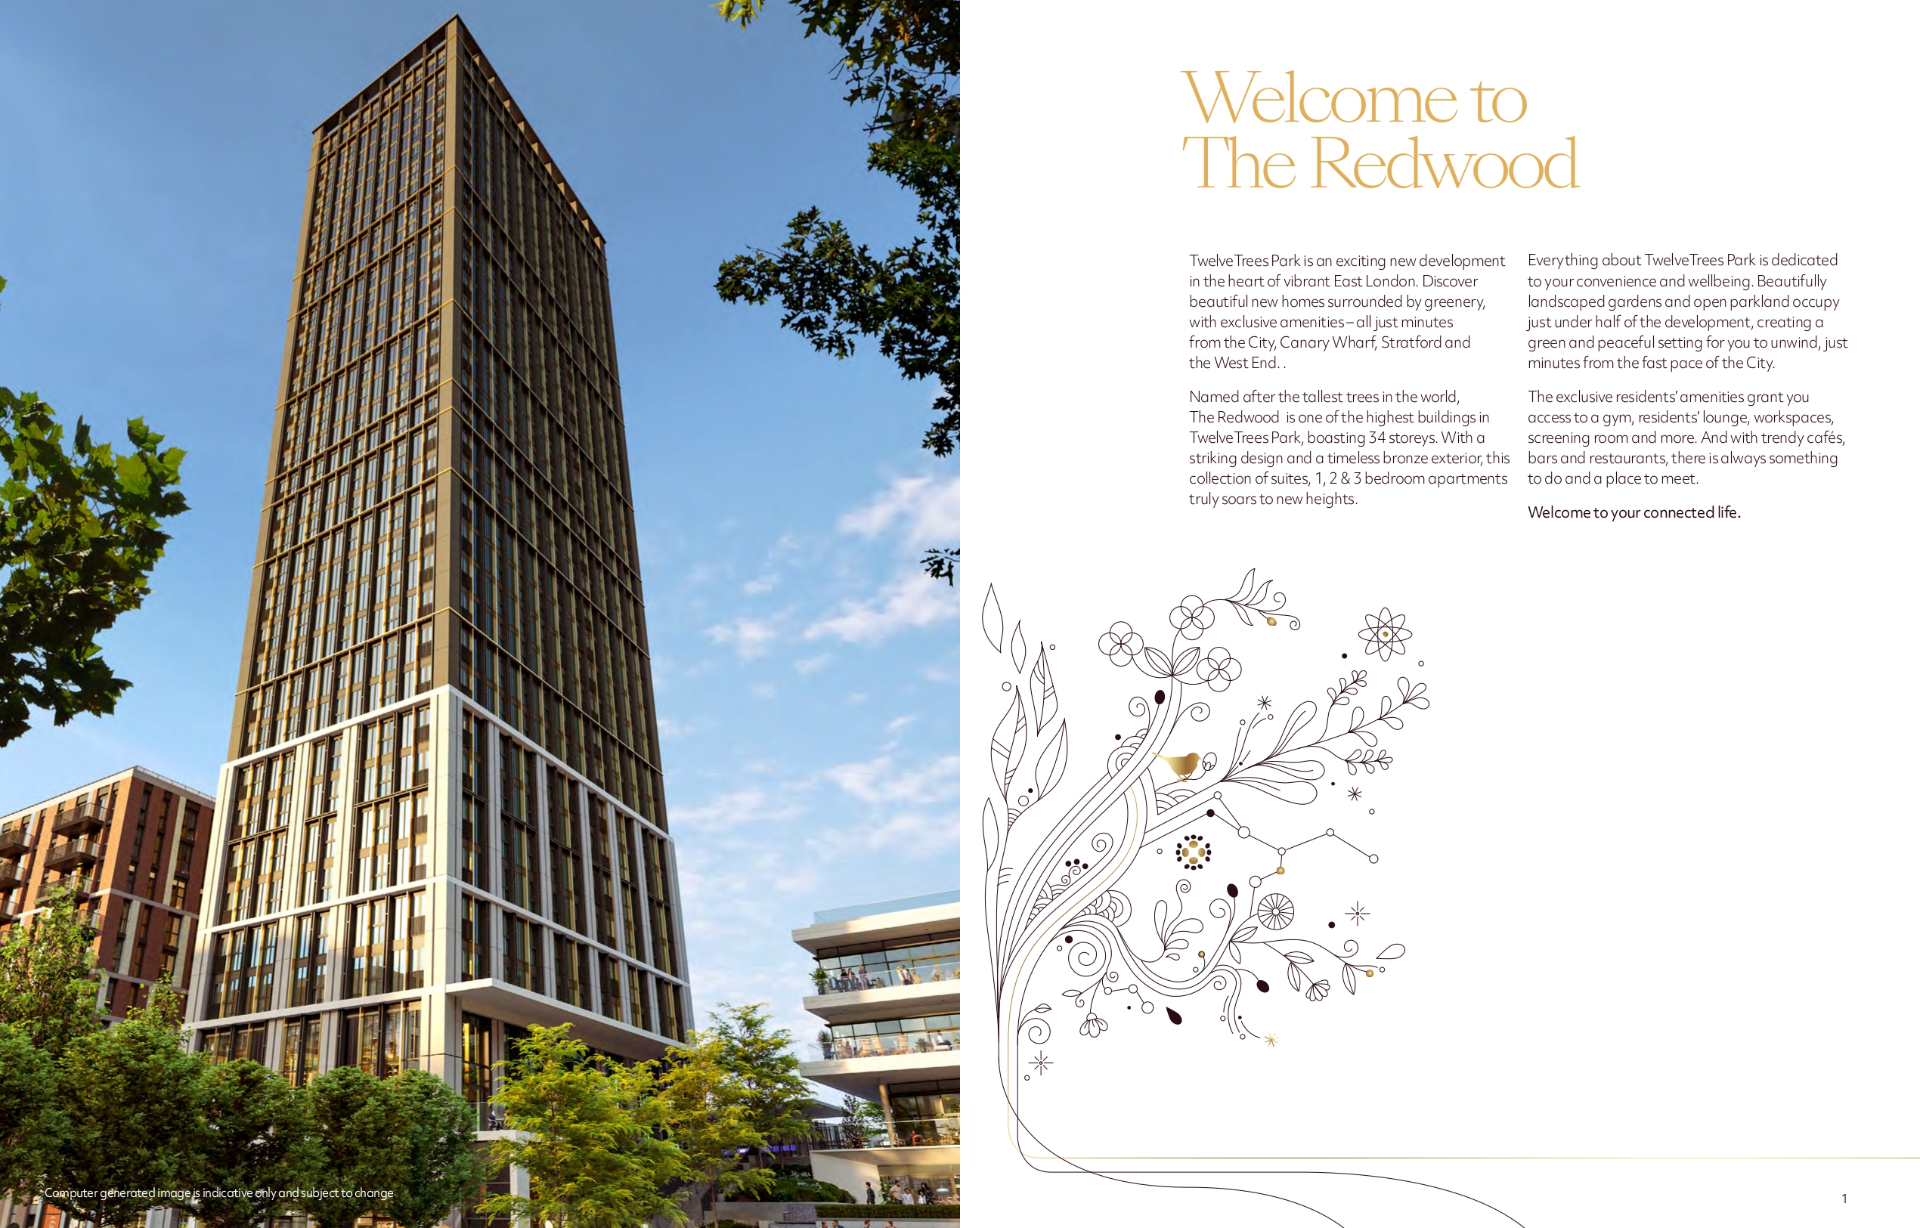 Welcome to
The Redwood
TwelveTrees Park is an exciting new development
in the heart of vibrant East London. Discover
beautiful new homes surrounded by greenery,
with exclusive amenities – all just minutes
from the City, Canary Wharf, Stratford and
the West End. .
Named after the tallest trees in the world,
The Redwood is one of the highest buildings in
TwelveTrees Park, boasting 34 storeys. With a
striking design and a timeless bronze exterior, this
collection of suites, 1, 2 & 3 bedroom apartments
truly soars to new heights.
Everything about TwelveTrees Park is dedicated
to your convenience and wellbeing. Beautifully
landscaped gardens and open parkland occupy
just under half of the development, creating a
green and peaceful setting for you to unwind, just
minutes from the fast pace of the City.
The exclusive residents’ amenities grant you
access to a gym, residents’ lounge, workspaces,
screening room and more. And with trendy cafés,
bars and restaurants, there is always something
to do and a place to meet.
Welcome to your connected life.
Computer generated image is indicative only and subject to change
1